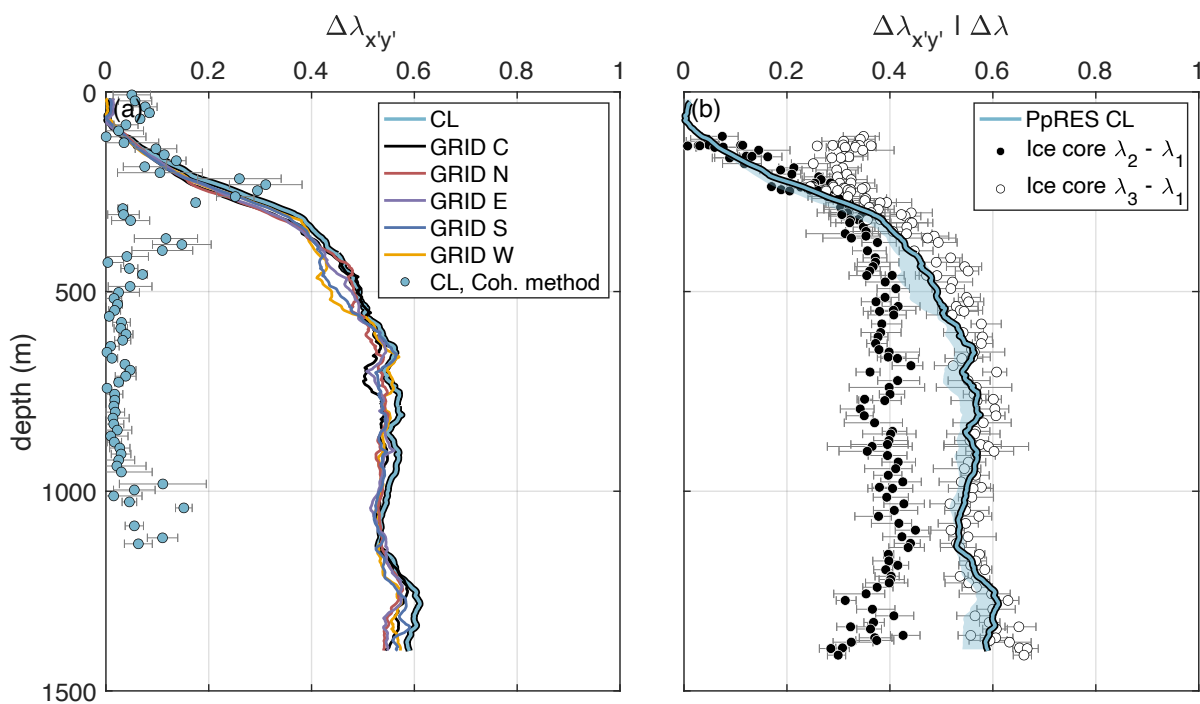 Δλx'y'
Δλx'y' | Δλ
0 0.2 0.4 0.6 0.8 1
0 0.2 0.4 0.6 0.8 1
0
500
1000
1500
depth (m)
(a)
CL
GRID C
GRID N
GRID E
GRID S
GRID W
CL, Coh. method
(b)
PpRES CL
Ice core λ2 - λ1
Ice core λ3 - λ1